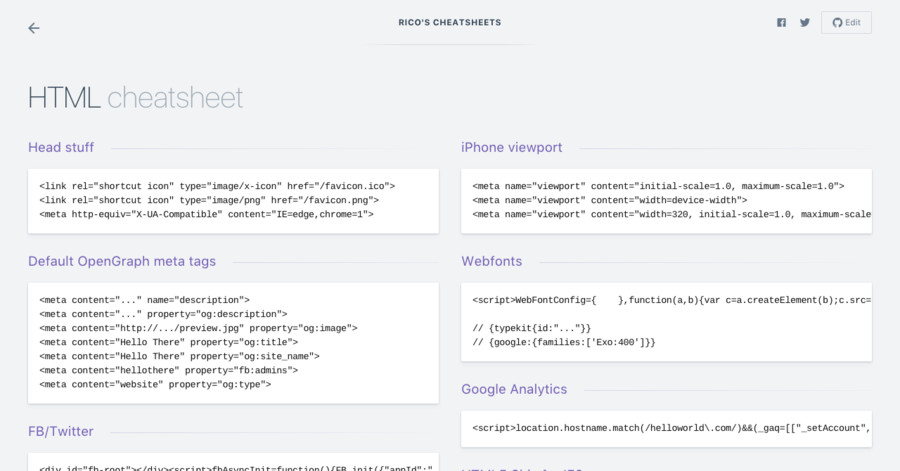 RICO'S CHEATSHEETS
Edit
HTML cheatsheet
Head stuff
<link rel="shortcut icon" type="image/x-icon" href="/favicon.ico">
<link rel="shortcut icon" type="image/png" href="/favicon.png">
<meta http-equiv="X-UA-Compatible" content="IE=edge,chrome=1">
Default OpenGraph meta tags
<meta content="..." name="description">
<meta content="..." property="og:description">
<meta content="http://.../preview.jpg" property="og:image">
<meta content="Hello There" property="og:title">
<meta content="Hello There" property="og:site_name">
<meta content="hellothere" property="fb:admins">
<meta content="website" property="og:type">
FB/Twitter
<div id="fb-root"></div><script>fbAsyncInit=function(){FB.init({"appId":"
iPhone viewport
<meta name="viewport" content="initial-scale=1.0, maximum-scale=1.0">
<meta name="viewport" content="width=device-width">
<meta name="viewport" content="width=320, initial-scale=1.0, maximum-scale
Webfonts
<script>WebFontConfig={    },function(a,b){var c=a.createElement(b);c.src=
// {typekit:{id:"..."}}
// {google:{families:['Exo:400']}}
Google Analytics
<script>location.hostname.match(/helloworld\.com/)&&(_gaq=[["_setAccount",